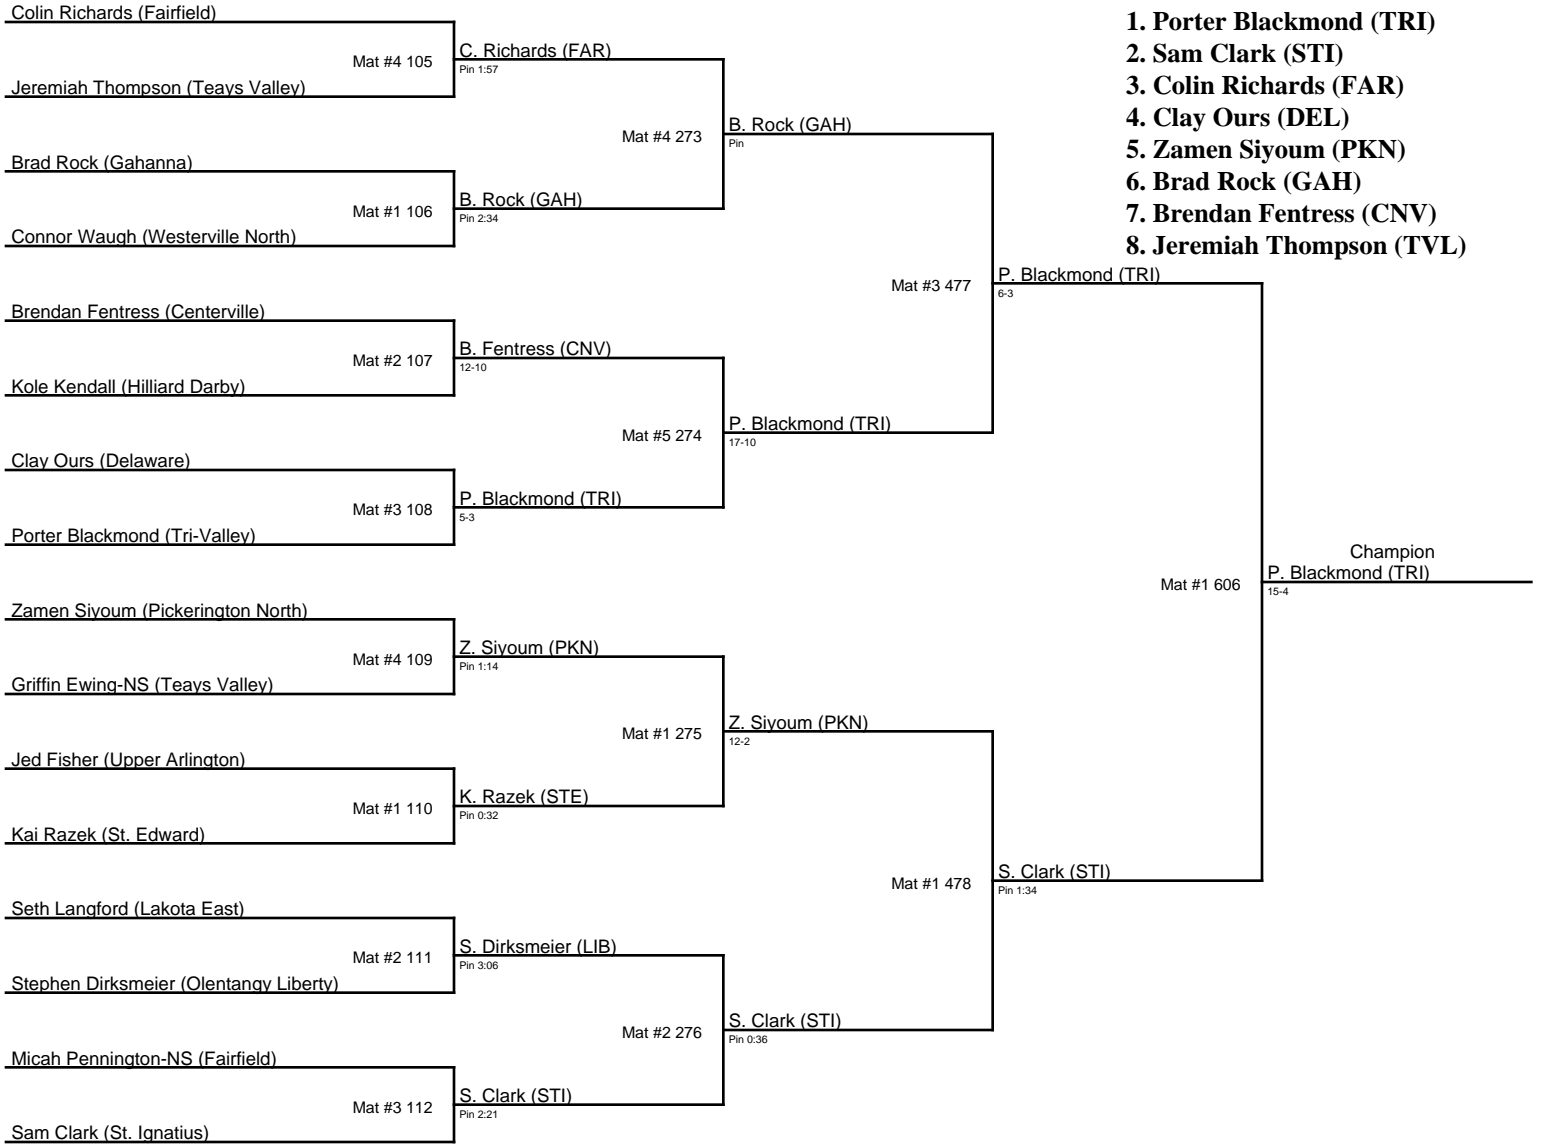 Colin Richards (Fairfield)
Mat #4 105
C. Richards (FAR)
Pin 1:57
Jeremiah Thompson (Teays Valley)
Mat #4 273
B. Rock (GAH)
Pin
Brad Rock (Gahanna)
Mat #1 106
B. Rock (GAH)
Pin 2:34
Connor Waugh (Westerville North)
Mat #3 477
P. Blackmond (TRI)
6-3
Brendan Fentress (Centerville)
Mat #2 107
B. Fentress (CNV)
12-10
Kole Kendall (Hilliard Darby)
Mat #5 274
P. Blackmond (TRI)
17-10
Clay Ours (Delaware)
Mat #3 108
P. Blackmond (TRI)
5-3
Porter Blackmond (Tri-Valley)
Mat #1 606
Champion
P. Blackmond (TRI)
15-4
Zamen Siyoum (Pickerington North)
Mat #4 109
Z. Siyoum (PKN)
Pin 1:14
Griffin Ewing-NS (Teays Valley)
Mat #1 275
Z. Siyoum (PKN)
12-2
Jed Fisher (Upper Arlington)
Mat #1 110
K. Razek (STE)
Pin 0:32
Kai Razek (St. Edward)
Mat #1 478
S. Clark (STI)
Pin 1:34
Seth Langford (Lakota East)
Mat #2 111
S. Dirksmeier (LIB)
Pin 3:06
Stephen Dirksmeier (Olentangy Liberty)
Mat #2 276
S. Clark (STI)
Pin 0:36
Micah Pennington-NS (Fairfield)
Mat #3 112
S. Clark (STI)
Pin 2:21
Sam Clark (St. Ignatius)
1. Porter Blackmond (TRI)
2. Sam Clark (STI)
3. Colin Richards (FAR)
4. Clay Ours (DEL)
5. Zamen Siyoum (PKN)
6. Brad Rock (GAH)
7. Brendan Fentress (CNV)
8. Jeremiah Thompson (TVL)